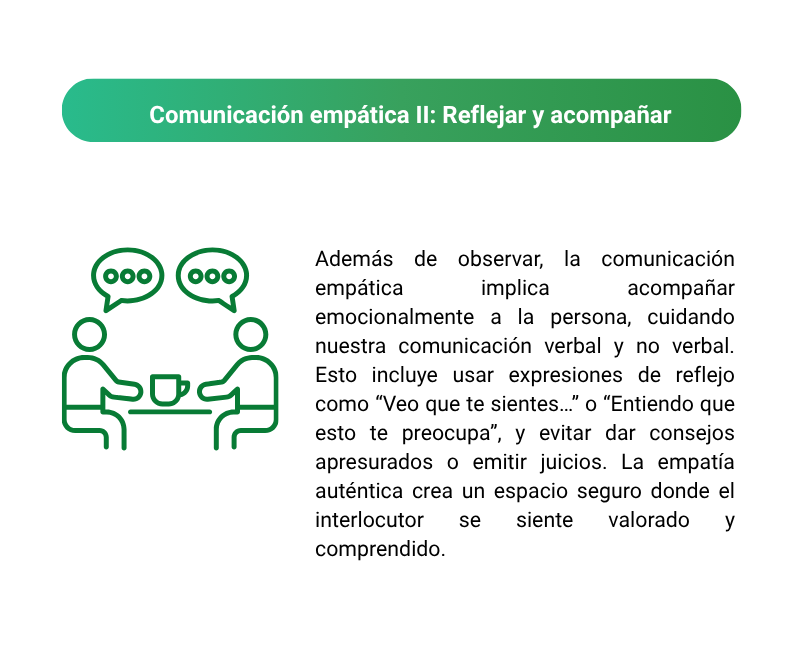 Comunicación empática II: Reflejar y acompañar
Además de observar, la comunicación
empática implica acompañar
emocionalmente a la persona, cuidando
nuestra comunicación verbal y no verbal.
Esto incluye usar expresiones de reflejo
como “Veo que te sientes…” o “Entiendo que
esto te preocupa”, y evitar dar consejos
apresurados o emitir juicios. La empatía
auténtica crea un espacio seguro donde el
interlocutor se siente valorado y
comprendido.